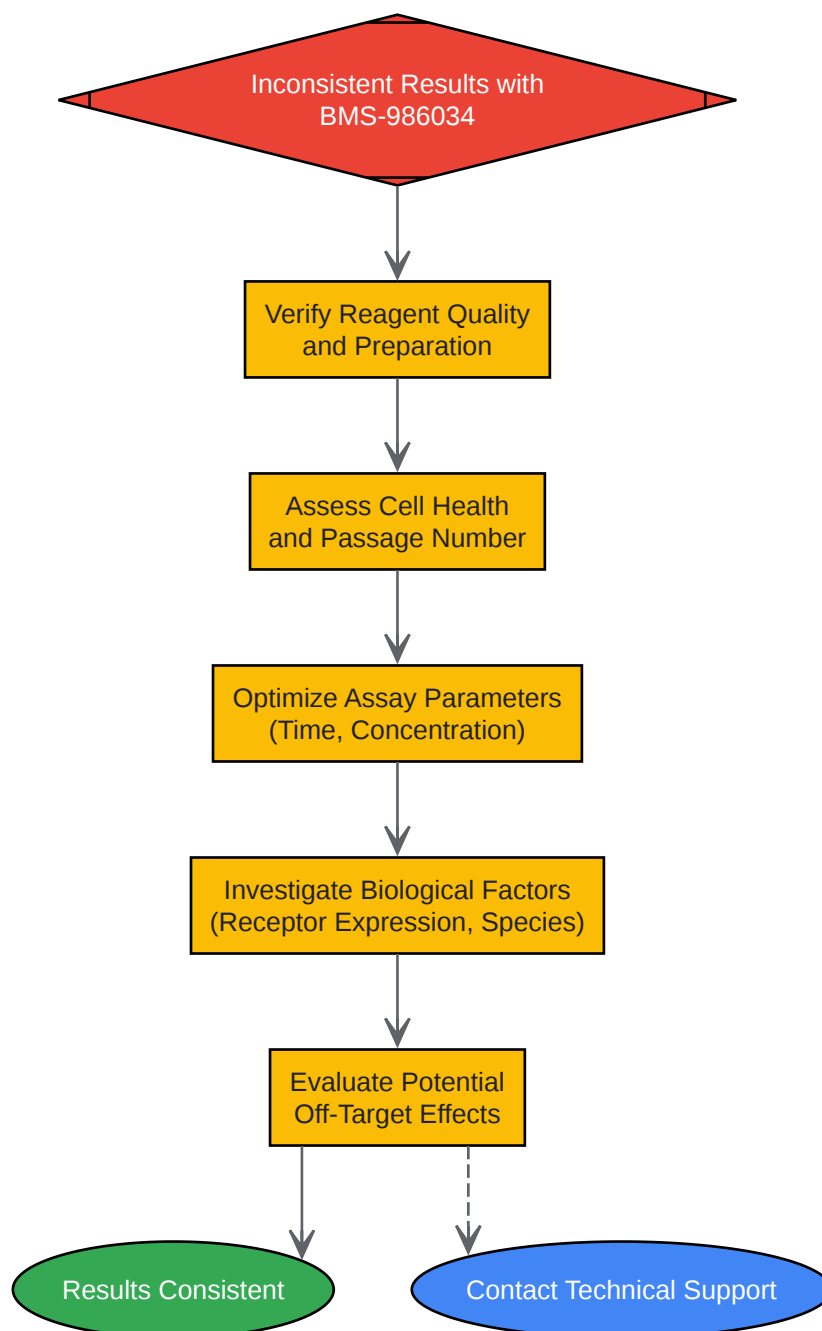 Inconsistent Results with
BMS-986034
Verify Reagent Quality
and Preparation
Assess Cell Health
and Passage Number
Optimize Assay Parameters
(Time, Concentration)
Investigate Biological Factors
(Receptor Expression, Species)
Evaluate Potential
Off-Target Effects
Results Consistent
Contact Technical Support